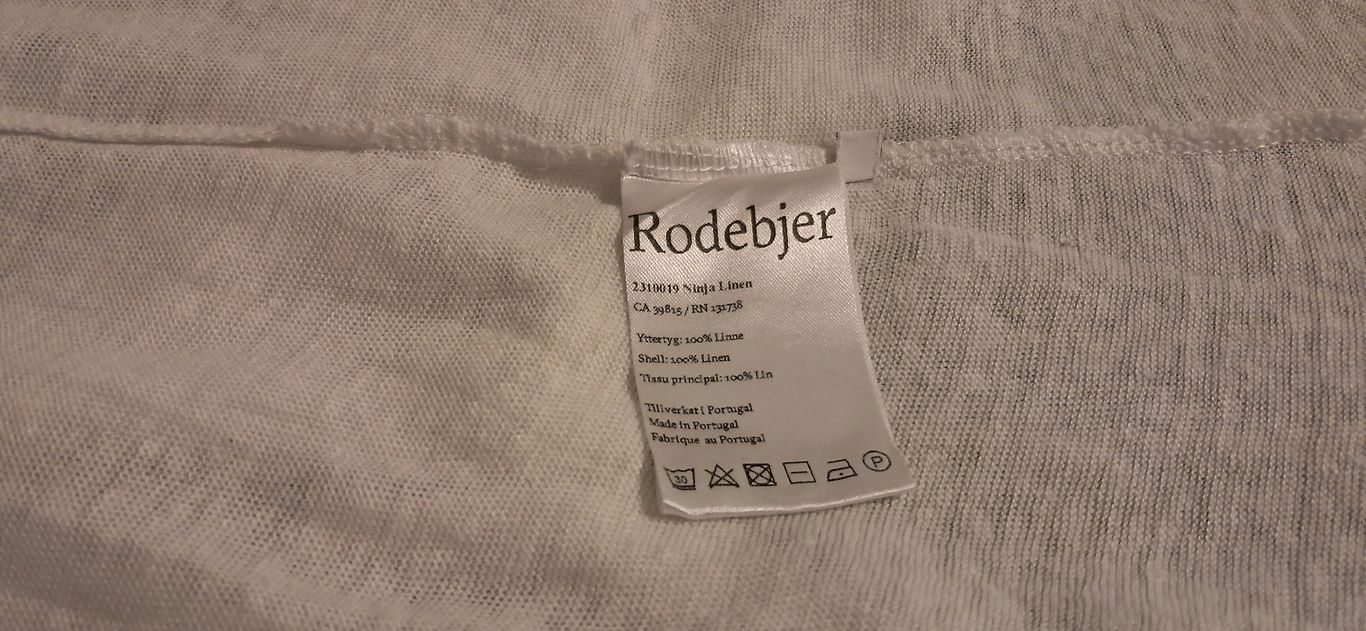 Rodebjer
2310019 Ninja Linen
CA 39815 / RN 131738
Yttertyg: 100% Linne
Shell: 100% Linen
Tissu principal: 100% Lin
Tillverkat i Portugal
Made in Portugal
Fabrique au Portugal
30 P